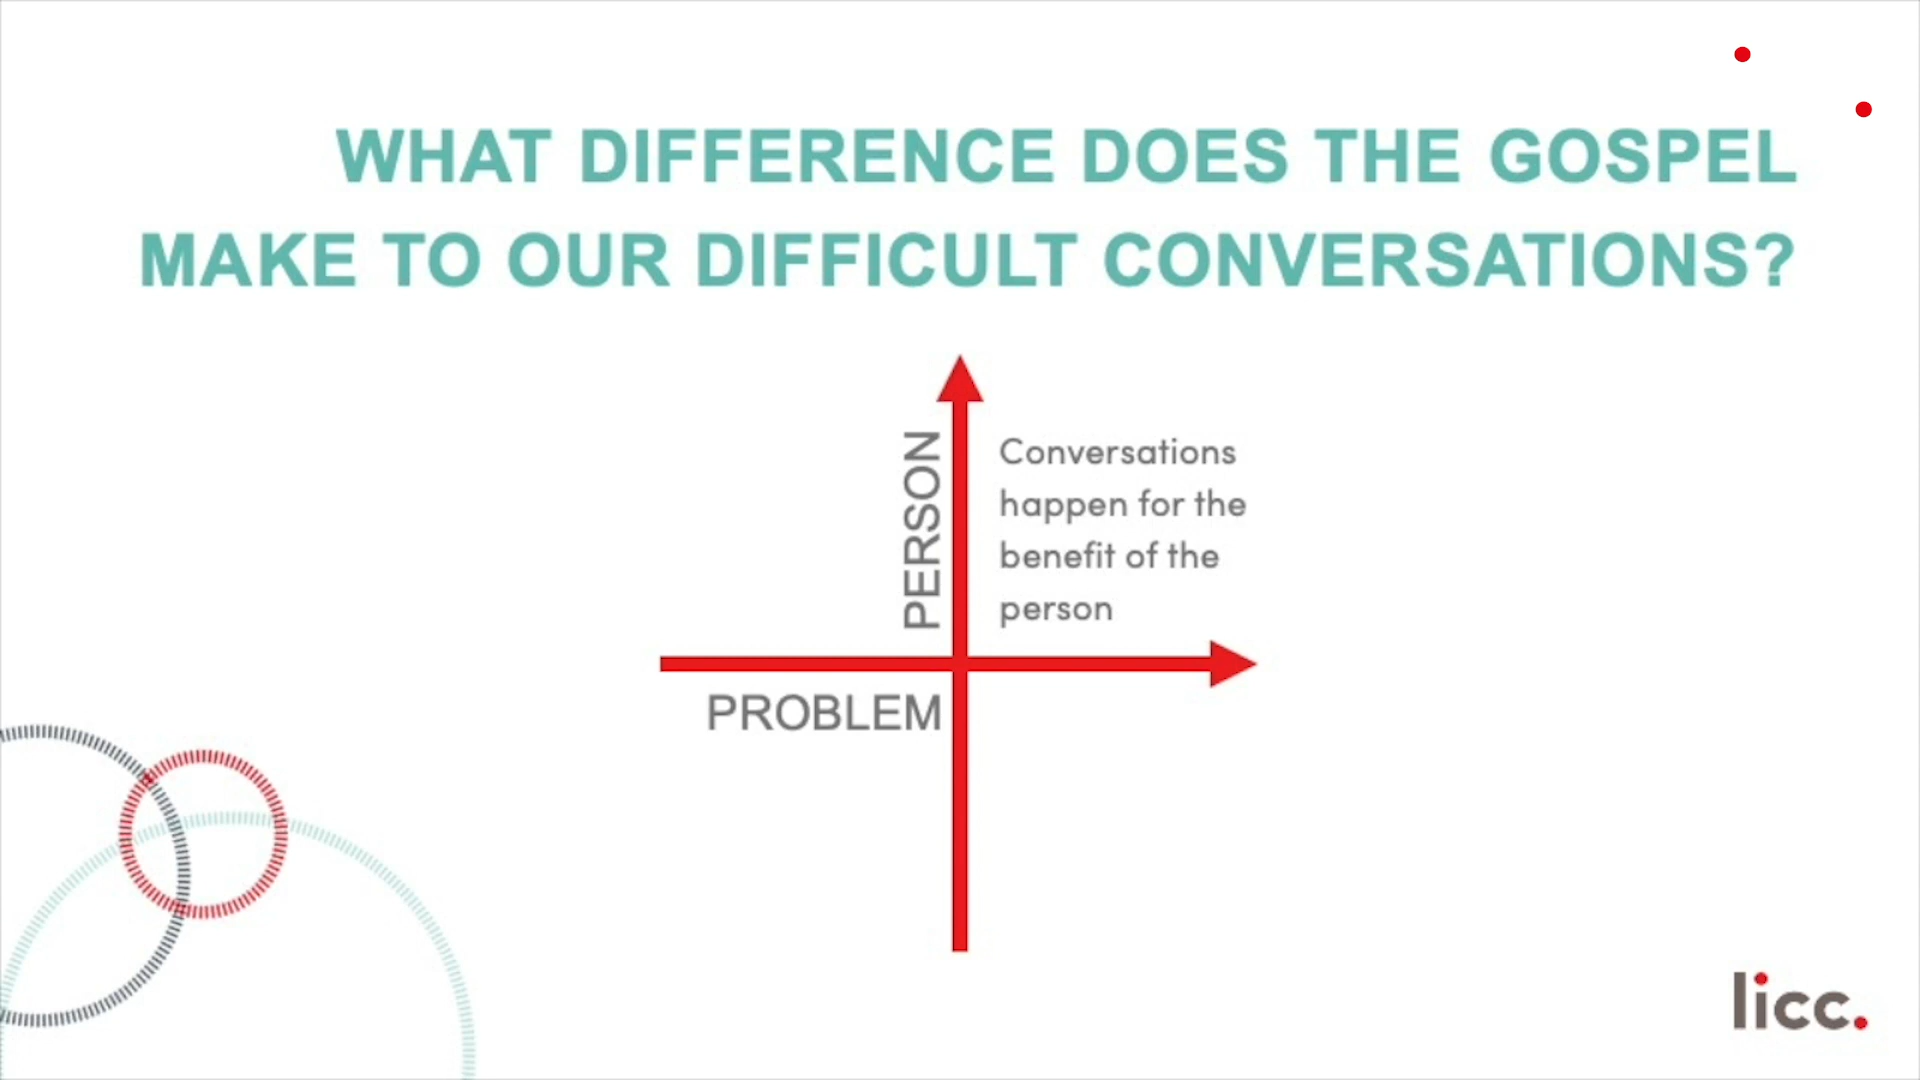 WHAT DIFFERENCE DOES THE GOSPEL
MAKE TO OUR DIFFICULT CONVERSATIONS?
PERSON
Conversations
happen for the
benefit of the
person
PROBLEM
licc.